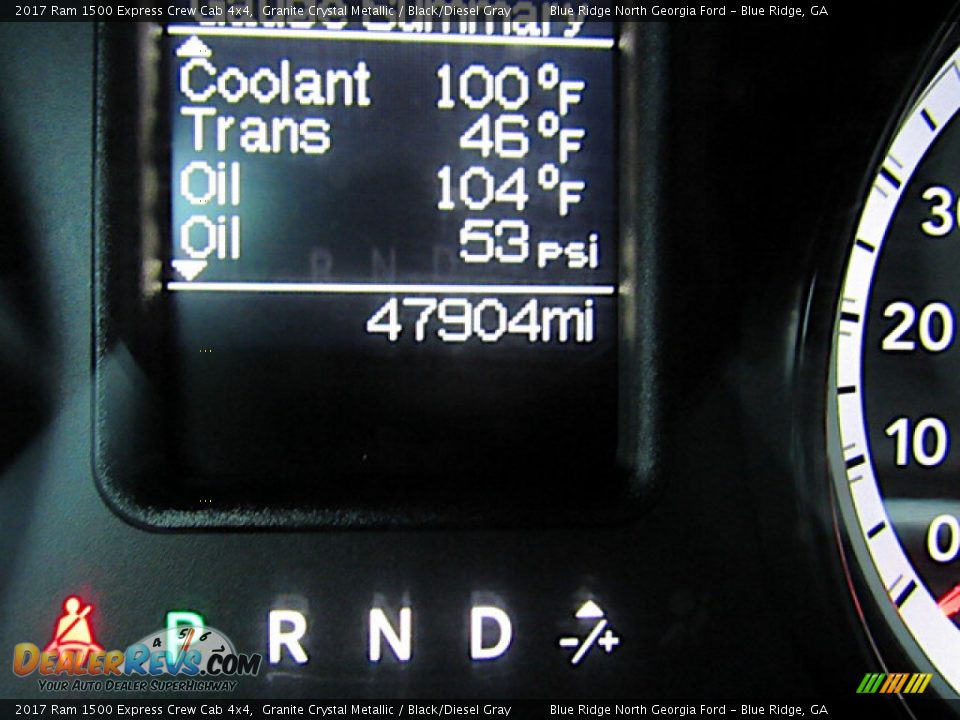 2017 Ram 1500 Express Crew Cab 4x4,  Granite Crystal Metallic / Black/Diesel Gray          Blue Ridge North Georgia Ford - Blue Ridge, GA
Gauge Summary
Coolant 100°F
Trans 46°F
Oil 104°F
Oil 53 psi
47904mi
20
10
0
P R N D -/+
DealerRevs.com
Your Auto Dealer SuperHighway
2017 Ram 1500 Express Crew Cab 4x4,  Granite Crystal Metallic / Black/Diesel Gray          Blue Ridge North Georgia Ford - Blue Ridge, GA